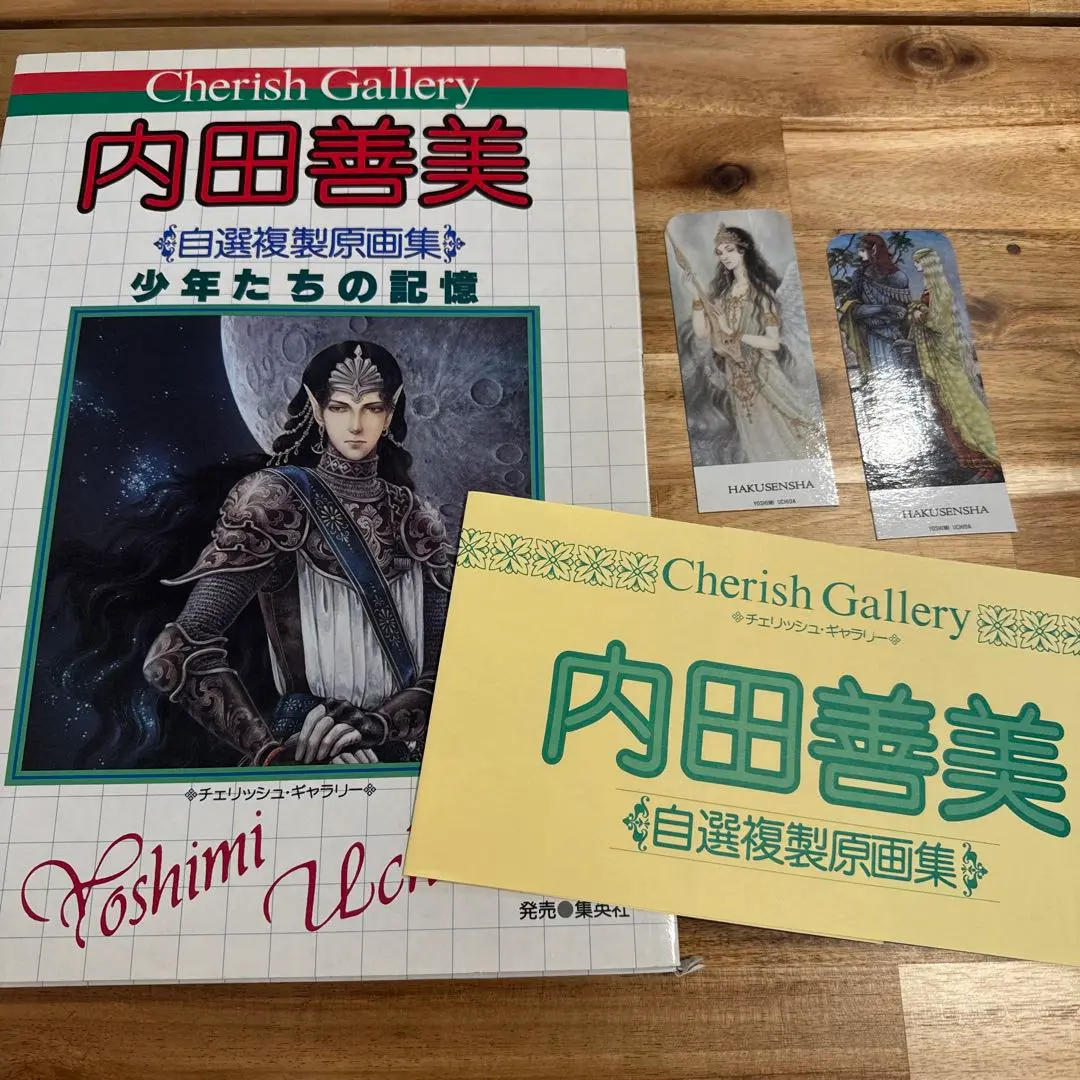 Cherish Gallery
内田善美
自選複製原画集
少年たちの記憶
チェリッシュ・ギャラリー
Yoshimi
発売●集英社
HAKUSENSHA
YOSHIMI UCHIDA
HAKUSENSHA
YOSHIMI UCHIDA
Cherish Gallery
チェリッシュ・ギャラリー
内田善美
自選複製原画集